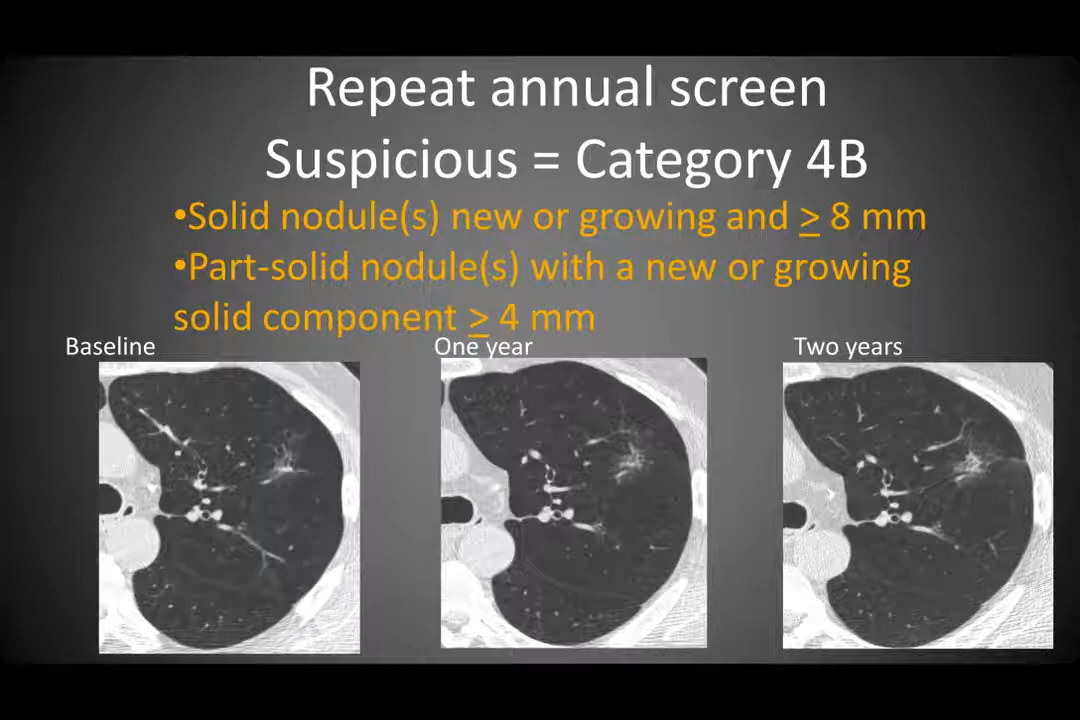 Repeat annual screen
Suspicious = Category 4B
•Solid nodule(s) new or growing and ≥ 8 mm
•Part-solid nodule(s) with a new or growing
solid component ≥ 4 mm
Baseline
One year
Two years